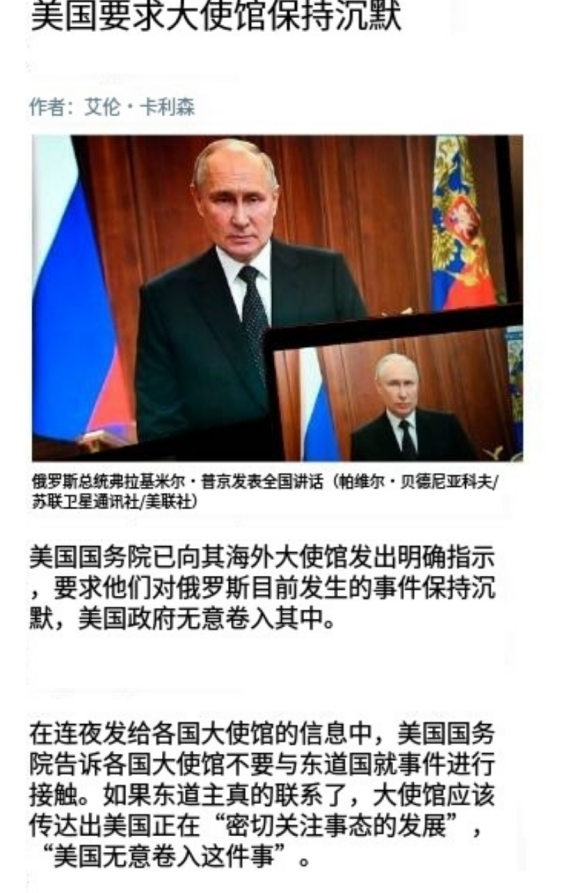 美国要求大使馆保持沉默
作者：艾伦·卡利森
俄罗斯总统弗拉基米尔·普京发表全国讲话（帕维尔·贝德尼亚科夫/
苏联卫星通讯社/美联社）
美国国务院已向其海外大使馆发出明确指示
，要求他们对俄罗斯目前发生的事件保持沉
默，美国政府无意卷入其中。
在连夜发给各国大使馆的信息中，美国国务
院告诉各国大使馆不要与东道国就事件进行
接触。如果东道主真的联系了，大使馆应该
传达出美国正在“密切关注事态的发展”，
“美国无意卷入这件事”。